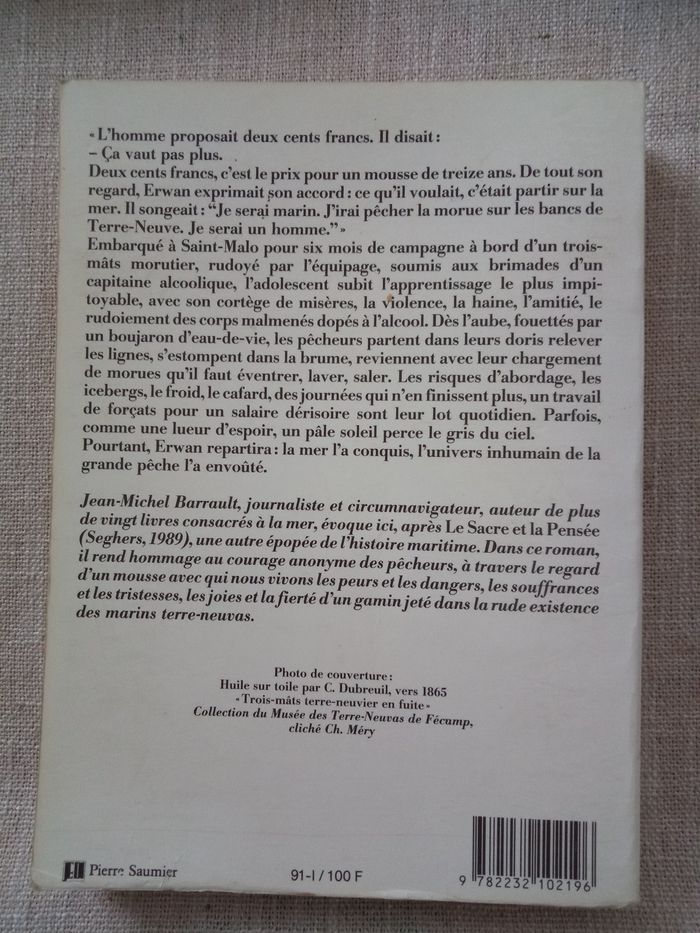 « L'homme proposait deux cents francs. Il disait :
– Ça vaut pas plus.
Deux cents francs, c'est le prix pour un mousse de treize ans. De tout son
regard, Erwan exprimait son accord : ce qu'il voulait, c'était partir sur la
mer. Il songeait : “Je serai marin. J'irai pêcher la morue sur les bancs de
Terre-Neuve. Je serai un homme.” »
Embarqué à Saint-Malo pour six mois de campagne à bord d'un trois-
mâts morutier, rudoyé par l'équipage, soumis aux brimades d'un
capitaine alcoolique, l'adolescent subit l'apprentissage le plus impi-
toyable, avec son cortège de misères, la violence, la haine, l'amitié, le
rudoiement des corps malmenés dopés à l'alcool. Dès l'aube, fouettés par
un boujaron d'eau-de-vie, les pêcheurs partent dans leurs doris relever
les lignes, s'estompent dans la brume, reviennent avec leur chargement
de morues qu'il faut éventrer, laver, saler. Les risques d'abordage, les
icebergs, le froid, le cafard, des journées qui n'en finissent plus, un travail
de forçats pour un salaire dérisoire sont leur lot quotidien. Parfois,
comme une lueur d'espoir, un pâle soleil perce le gris du ciel.
Pourtant, Erwan repartira : la mer l'a conquis, l'univers inhumain de la
grande pêche l'a envoûté.
Jean-Michel Barrault, journaliste et circumnavigateur, auteur de plus
de vingt livres consacrés à la mer, évoque ici, après Le Sacre et la Pensée
(Seghers, 1989), une autre épopée de l'histoire maritime. Dans ce roman,
il rend hommage au courage anonyme des pêcheurs, à travers le regard
d'un mousse avec qui nous vivons les peurs et les dangers, les souffrances
et les tristesses, les joies et la fierté d'un gamin jeté dans la rude existence
des marins terre-neuvas.
Photo de couverture :
Huile sur toile par C. Dubreuil, vers 1865
« Trois-mâts terre-neuvier en fuite »
Collection du Musée des Terre-Neuvas de Fécamp,
cliché Ch. Méry
Pierre Saumier
91-I / 100 F
9 782232 102196